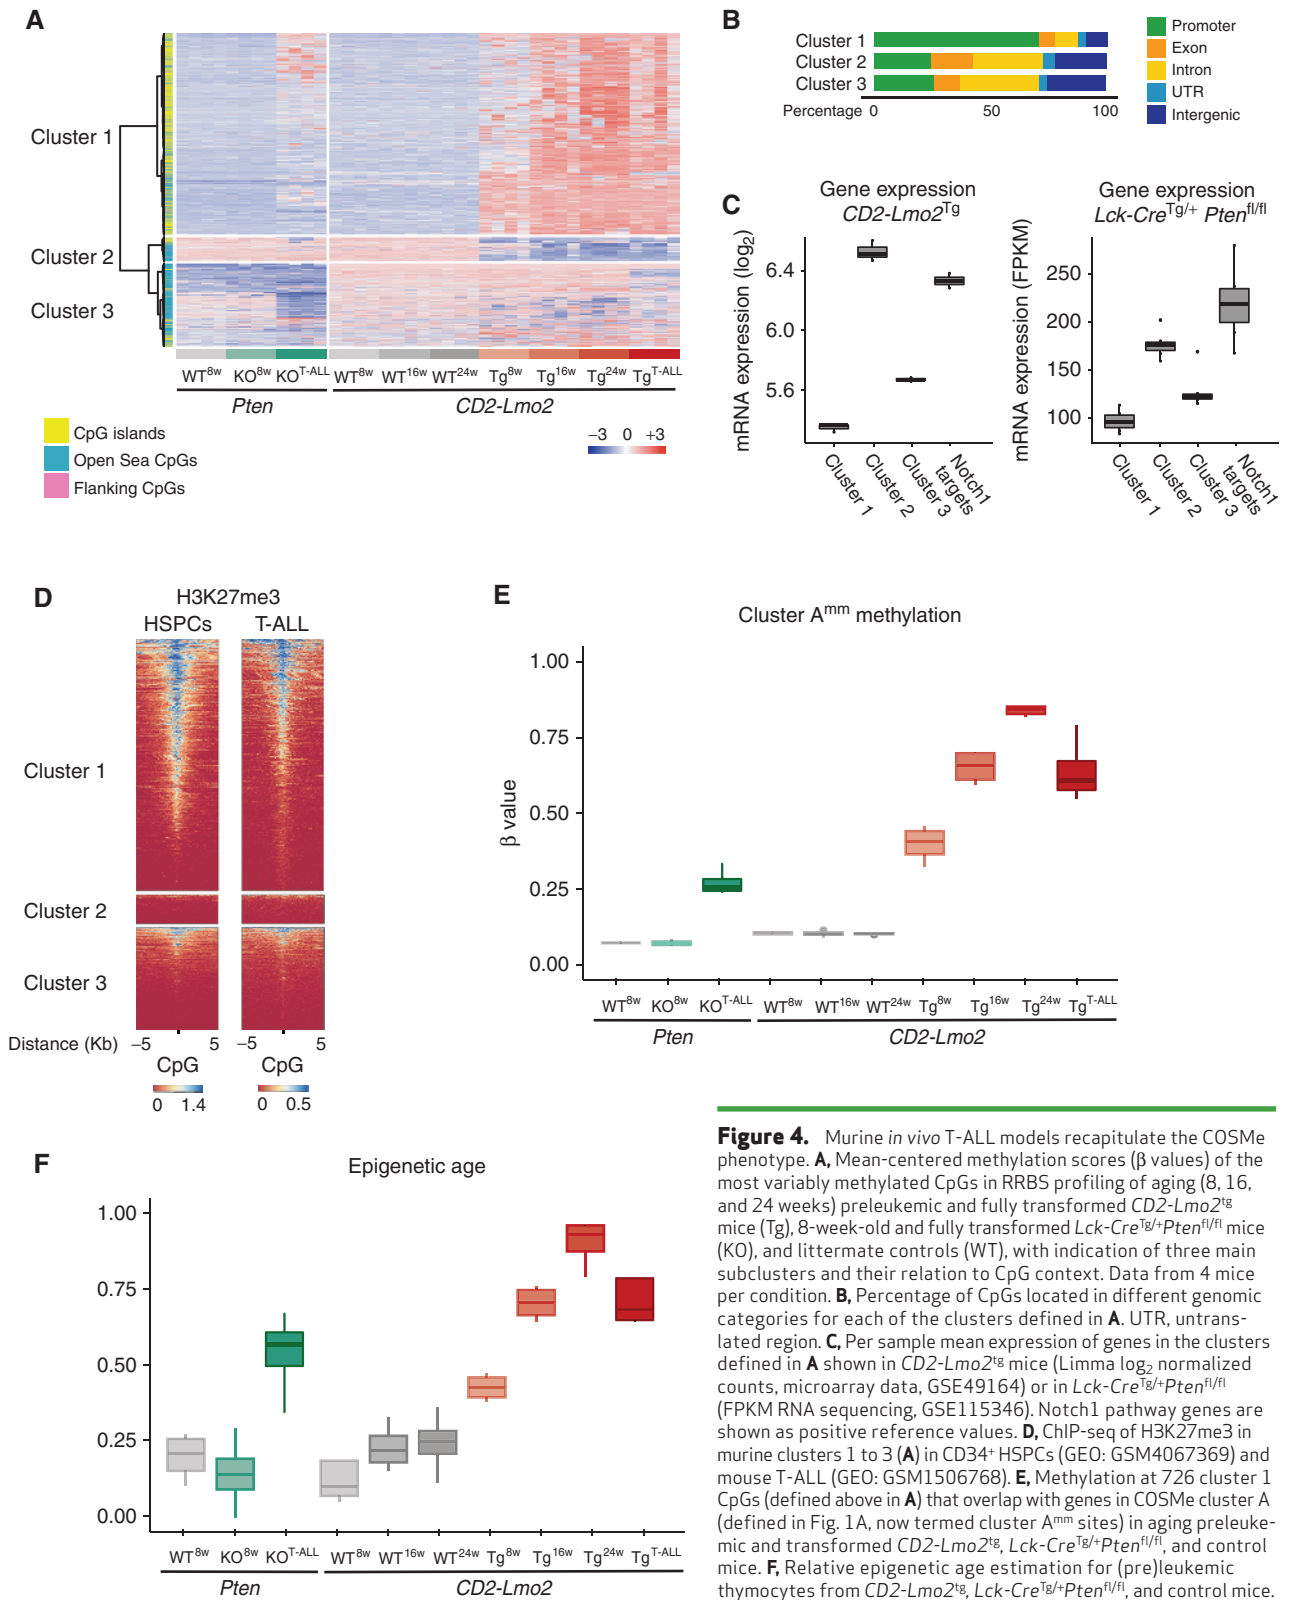 A
Cluster 1
Cluster 2
Cluster 3
WT8w KO8w KOT-ALL WT8w WT16w WT24w Tg8w Tg16w Tg24w TgT-ALL
Pten CD2-Lmo2
CpG islands
Open Sea CpGs
Flanking CpGs
−3 0 +3
B
Cluster 1
Cluster 2
Cluster 3
Percentage 0 50 100
Promoter
Exon
Intron
UTR
Intergenic
C
Gene expression
CD2-Lmo2Tg
mRNA expression (log2)
6.4
6.0
5.6
Cluster 1
Cluster 2
Cluster 3
Notch1
targets
Gene expression
Lck-CreTg/+ Ptenfl/fl
mRNA expression (FPKM)
250
200
150
100
Cluster 1
Cluster 2
Cluster 3
Notch1
targets
D
H3K27me3
HSPCs T-ALL
Cluster 1
Cluster 2
Cluster 3
Distance (Kb) −5 5 −5 5
CpG CpG
0 1.4 0 0.5
E
Cluster Amm methylation
β value
1.00
0.75
0.50
0.25
0.00
WT8w KO8w KOT-ALL WT8w WT16w WT24w Tg8w Tg16w Tg24w TgT-ALL
Pten CD2-Lmo2
F
Epigenetic age
1.00
0.75
0.50
0.25
0.00
WT8w KO8w KOT-ALL WT8w WT16w WT24w Tg8w Tg16w Tg24w TgT-ALL
Pten CD2-Lmo2
Figure 4. Murine in vivo T-ALL models recapitulate the COSMe
phenotype. A, Mean-centered methylation scores (β values) of the
most variably methylated CpGs in RRBS profiling of aging (8, 16,
and 24 weeks) preleukemic and fully transformed CD2-Lmo2tg
mice (Tg), 8-week-old and fully transformed Lck-CreTg/+Ptenfl/fl mice
(KO), and littermate controls (WT), with indication of three main
subclusters and their relation to CpG context. Data from 4 mice
per condition. B, Percentage of CpGs located in different genomic
categories for each of the clusters defined in A. UTR, untrans-
lated region. C, Per sample mean expression of genes in the clusters
defined in A shown in CD2-Lmo2tg mice (Limma log2 normalized
counts, microarray data, GSE49164) or in Lck-CreTg/+Ptenfl/fl
(FPKM RNA sequencing, GSE115346). Notch1 pathway genes are
shown as positive reference values. D, ChIP-seq of H3K27me3 in
murine clusters 1 to 3 (A) in CD34+ HSPCs (GEO: GSM4067369) and
mouse T-ALL (GEO: GSM1506768). E, Methylation at 726 cluster 1
CpGs (defined above in A) that overlap with genes in COSMe cluster A
(defined in Fig. 1A, now termed cluster Amm sites) in aging preleuke-
mic and transformed CD2-Lmo2tg, Lck-CreTg/+Ptenfl/fl, and control
mice. F, Relative epigenetic age estimation for (pre)leukemic
thymocytes from CD2-Lmo2tg, Lck-CreTg/+Ptenfl/fl, and control mice.